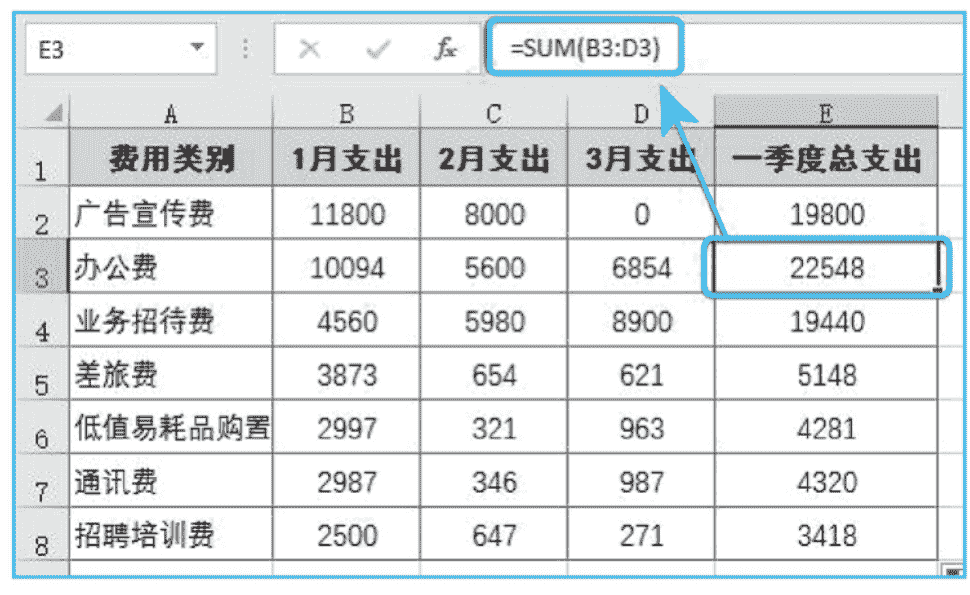 E3 =SUM(B3:D3)
A B C D E
1 费用类别 1月支出 2月支出 3月支出 一季度总支出
2 广告宣传费 11800 8000 0 19800
3 办公费 10094 5600 6854 22548
4 业务招待费 4560 5980 8900 19440
5 差旅费 3873 654 621 5148
6 低值易耗品购置 2997 321 963 4281
7 通讯费 2987 346 987 4320
8 招聘培训费 2500 647 271 3418